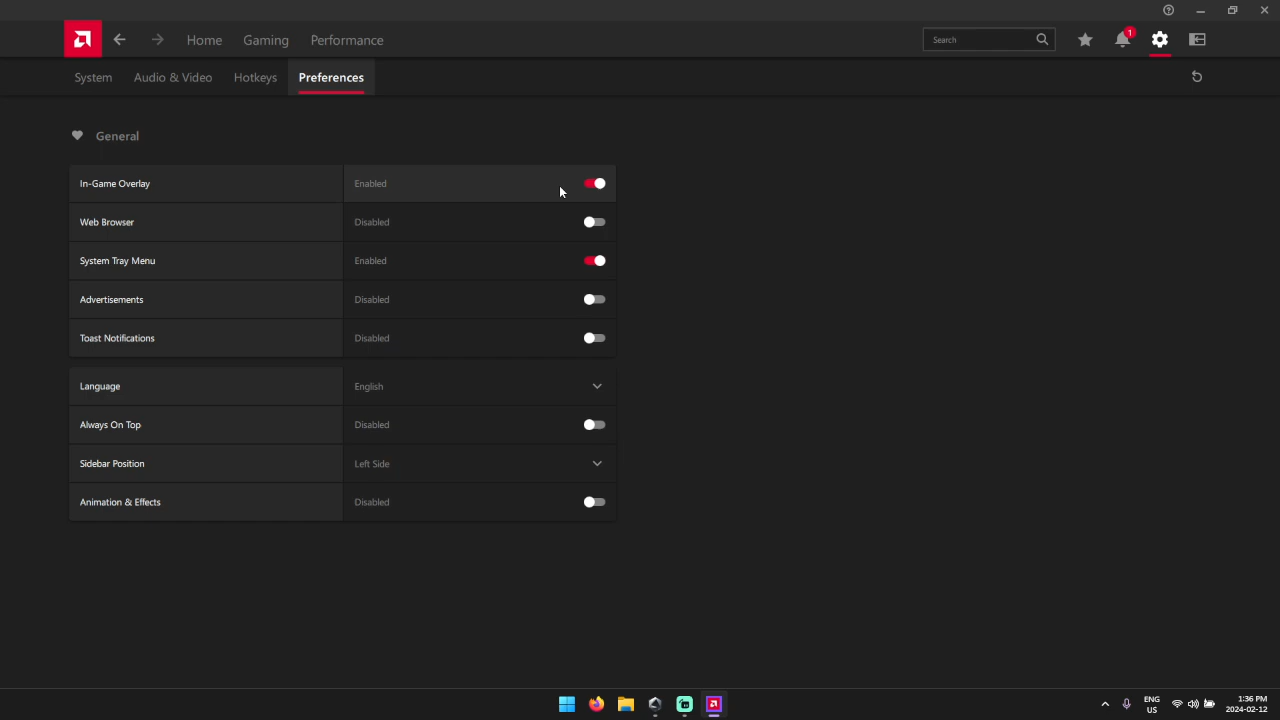 Home Gaming Performance Search 1
System Audio & Video Hotkeys Preferences
General
In-Game Overlay Enabled
Web Browser Disabled
System Tray Menu Enabled
Advertisements Disabled
Toast Notifications Disabled
Language English
Always On Top Disabled
Sidebar Position Left Side
Animation & Effects Disabled
ENG 1:36 PM
US 2024-02-12